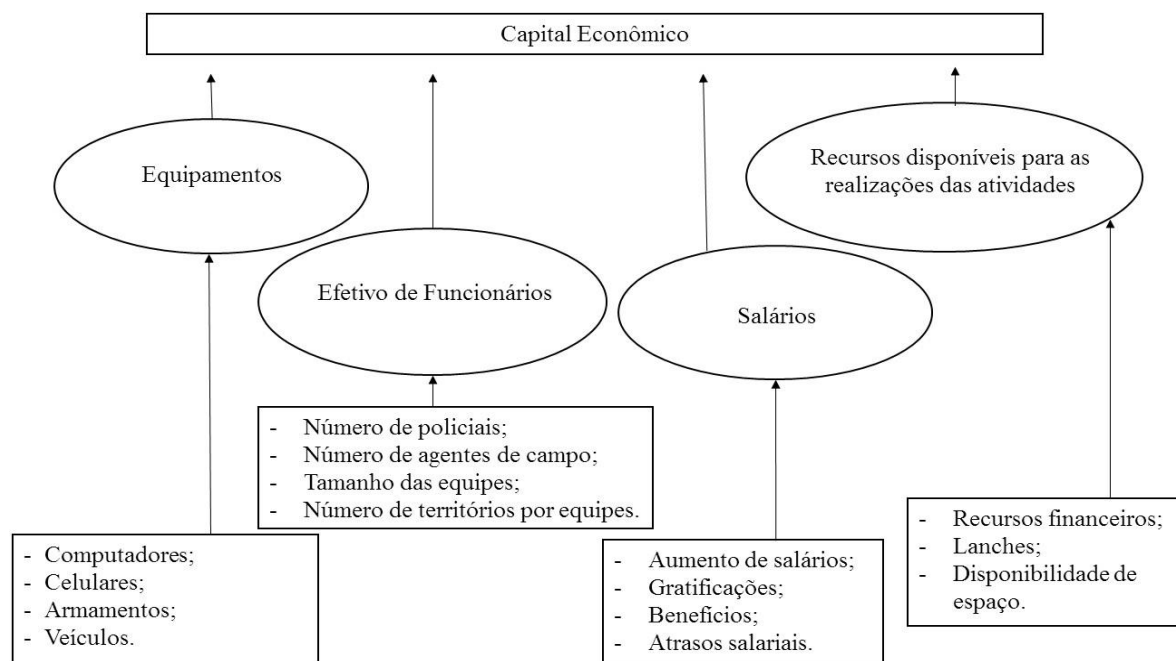 Capital Econômico
Equipamentos
Recursos disponíveis para as
realizações das atividades
Efetivo de Funcionários
Salários
- Número de policiais;
- Número de agentes de campo;
- Tamanho das equipes;
- Número de territórios por equipes.
- Computadores;
- Celulares;
- Armamentos;
- Veículos.
- Aumento de salários;
- Gratificações;
- Benefícios;
- Atrasos salariais.
- Recursos financeiros;
- Lanches;
- Disponibilidade de
espaço.